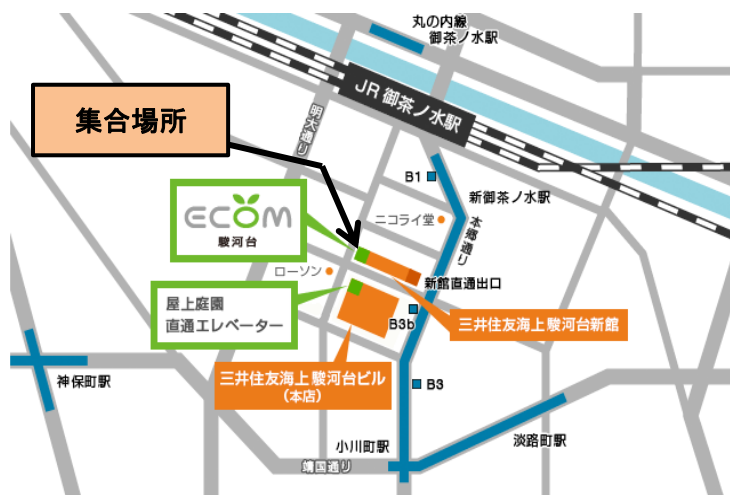 丸の内線
御茶ノ水駅
JR 御茶ノ水駅
集合場所
明大通り
B1
新御茶ノ水駅
ecom
駿河台
ニコライ堂
本郷通り
ローソン
新館直通出口
屋上庭園
直通エレベーター
B3b
三井住友海上 駿河台新館
三井住友海上 駿河台ビル
（本店）
神保町駅
B3
小川町駅
淡路町駅
靖国通り